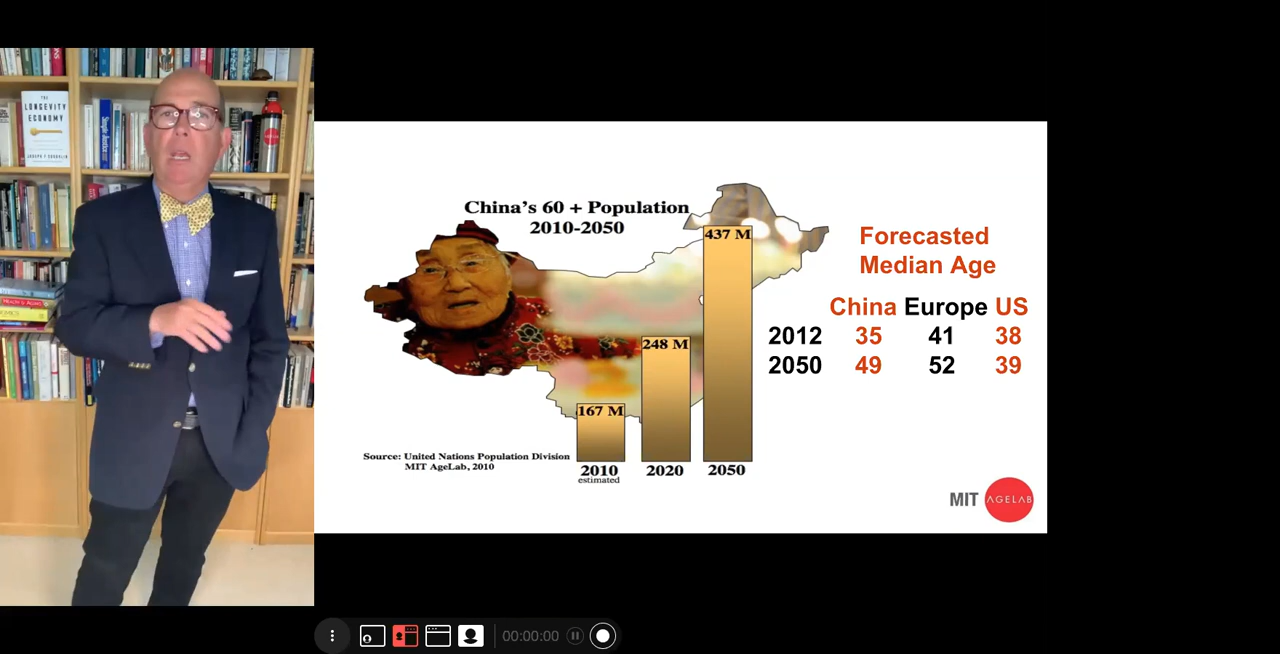 THE
LONGEVITY
ECONOMY
JOSEPH F. COUGHLIN
China's 60 + Population
2010-2050
437 M
248 M
167 M
2010
estimated
2020
2050
Source: United Nations Population Division
MIT AgeLab, 2010
Forecasted
Median Age
China Europe US
2012 35 41 38
2050 49 52 39
MIT AGELAB
00:00:00